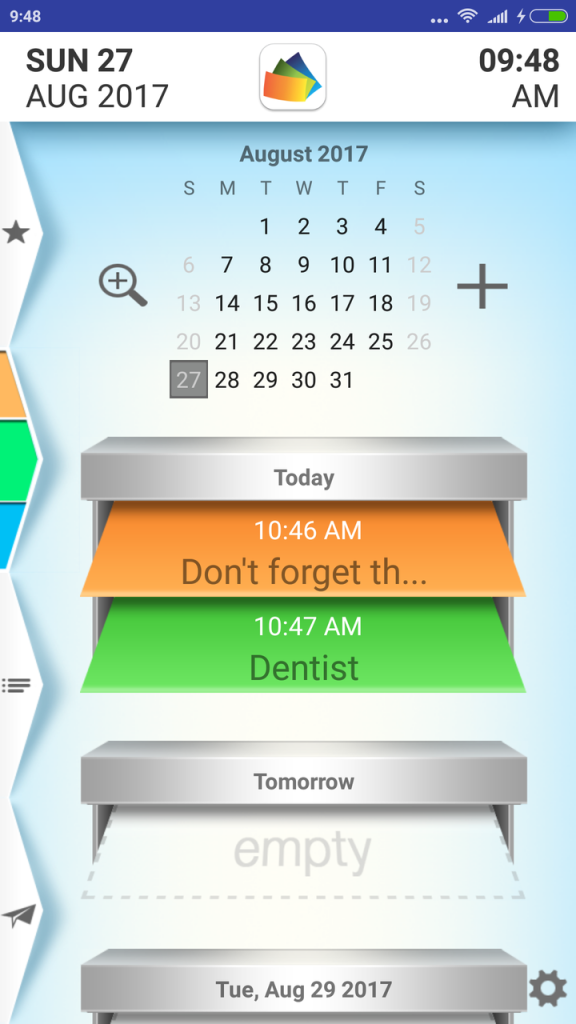 9:48
SUN 27
AUG 2017
09:48
AM
August 2017
S M T W T F S
1 2 3 4 5
6 7 8 9 10 11 12
13 14 15 16 17 18 19
20 21 22 23 24 25 26
27 28 29 30 31
Today
10:46 AM
Don't forget th...
10:47 AM
Dentist
Tomorrow
empty
Tue, Aug 29 2017